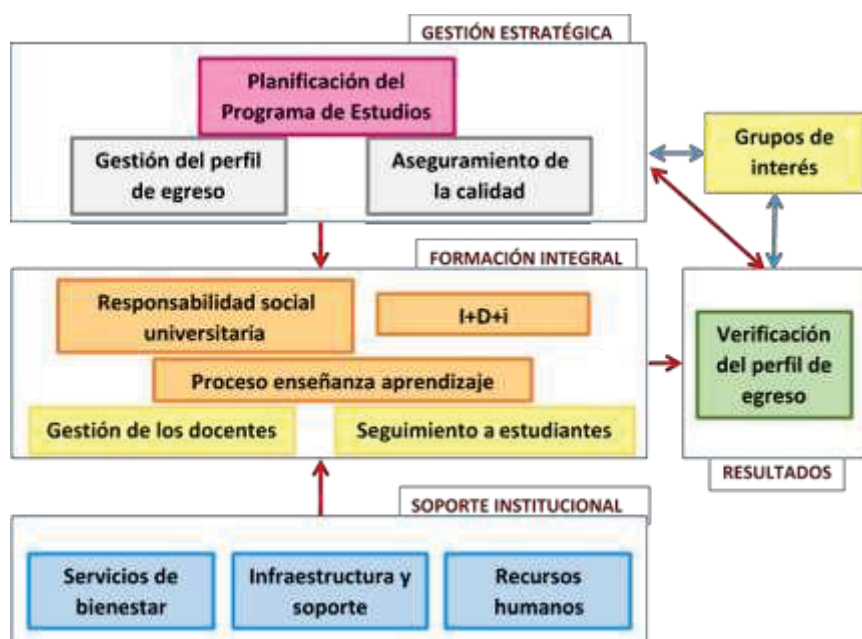 GESTIÓN ESTRATÉGICA
Planificación del
Programa de Estudios
Gestión del perfil
de egreso
Aseguramiento de
la calidad
Grupos de
interés
FORMACIÓN INTEGRAL
Responsabilidad social
universitaria
I+D+i
Proceso enseñanza aprendizaje
Gestión de los docentes
Seguimiento a estudiantes
Verificación
del perfil de
egreso
RESULTADOS
SOPORTE INSTITUCIONAL
Servicios de
bienestar
Infraestructura y
soporte
Recursos
humanos